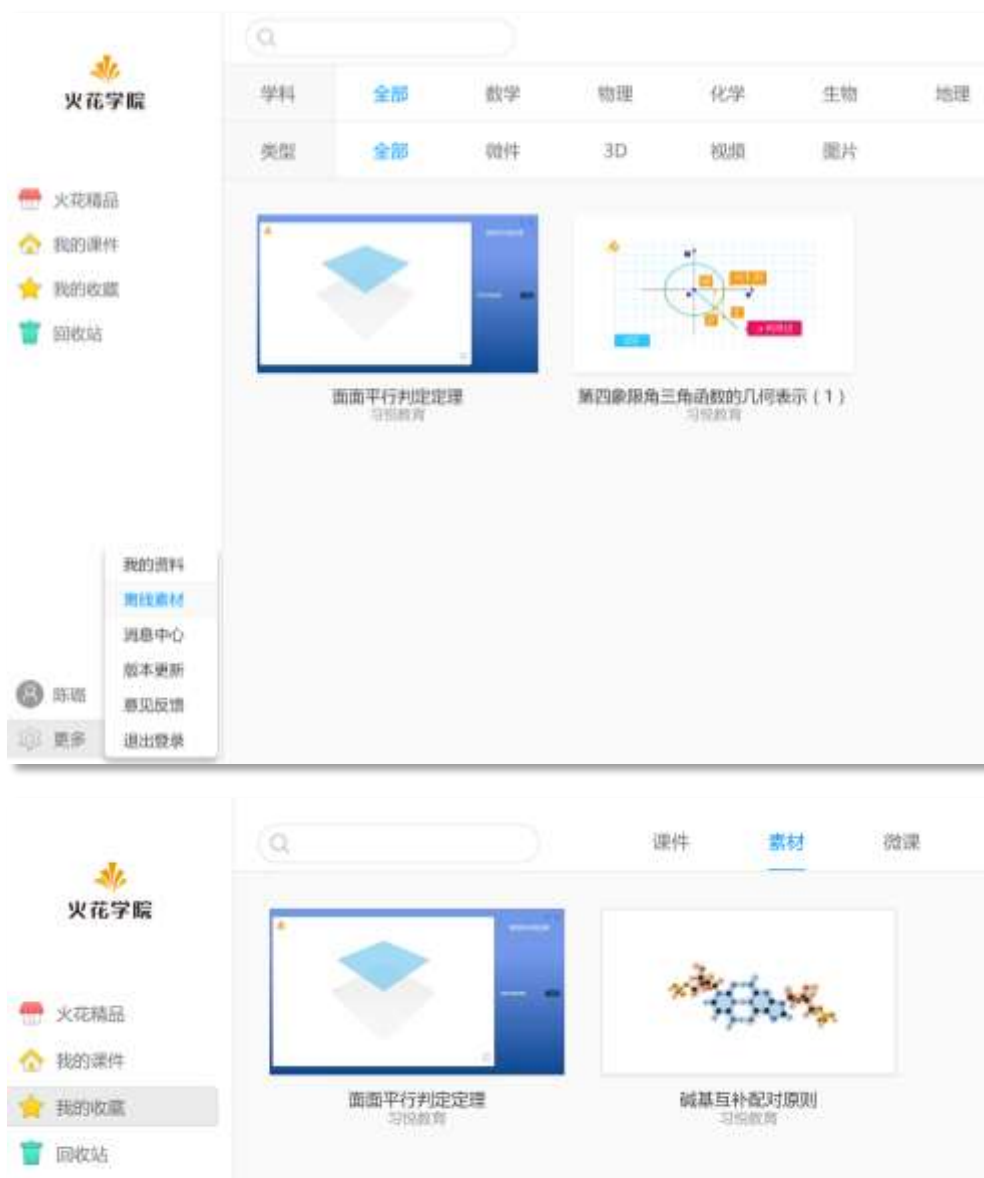 火花学院
学科 全部 数学 物理 化学 生物 地理
类型 全部 微件 3D 视频 图片
火花精品
我的课件
我的收藏
回收站
面面平行判定定理
习悦教育
第四象限角三角函数的几何表示(1)
习悦教育
我的资料
离线素材
消息中心
版本更新
意见反馈
退出登录
陈璐
更多
课件 素材 微课
火花学院
火花精品
我的课件
我的收藏
回收站
面面平行判定定理
习悦教育
碱基互补配对原则
习悦教育